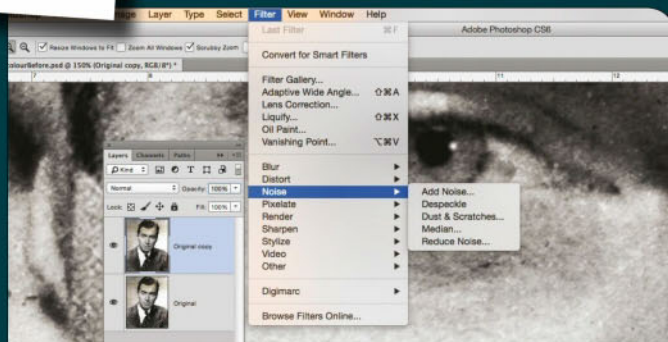 Image Layer Type Select Filter View Window Help
Adobe Photoshop CS6
Resize Windows to Fit Zoom All Windows Scrubby Zoom
colourBefore.psd @ 150% (Original copy, RGB/8*) *
7 8 11 12
Last Filter ⌘F
Convert for Smart Filters
Filter Gallery...
Adaptive Wide Angle... ⇧⌘A
Lens Correction...
Liquify... ⇧⌘X
Oil Paint...
Vanishing Point... ⌥⌘V
Blur
Distort
Noise
Pixelate
Render
Sharpen
Stylize
Video
Other
Digimarc
Browse Filters Online...
Add Noise...
Despeckle
Dust & Scratches...
Median...
Reduce Noise...
Layers Channels Paths
Kind
Normal Opacity: 100%
Lock: Fill: 100%
Original copy
Original